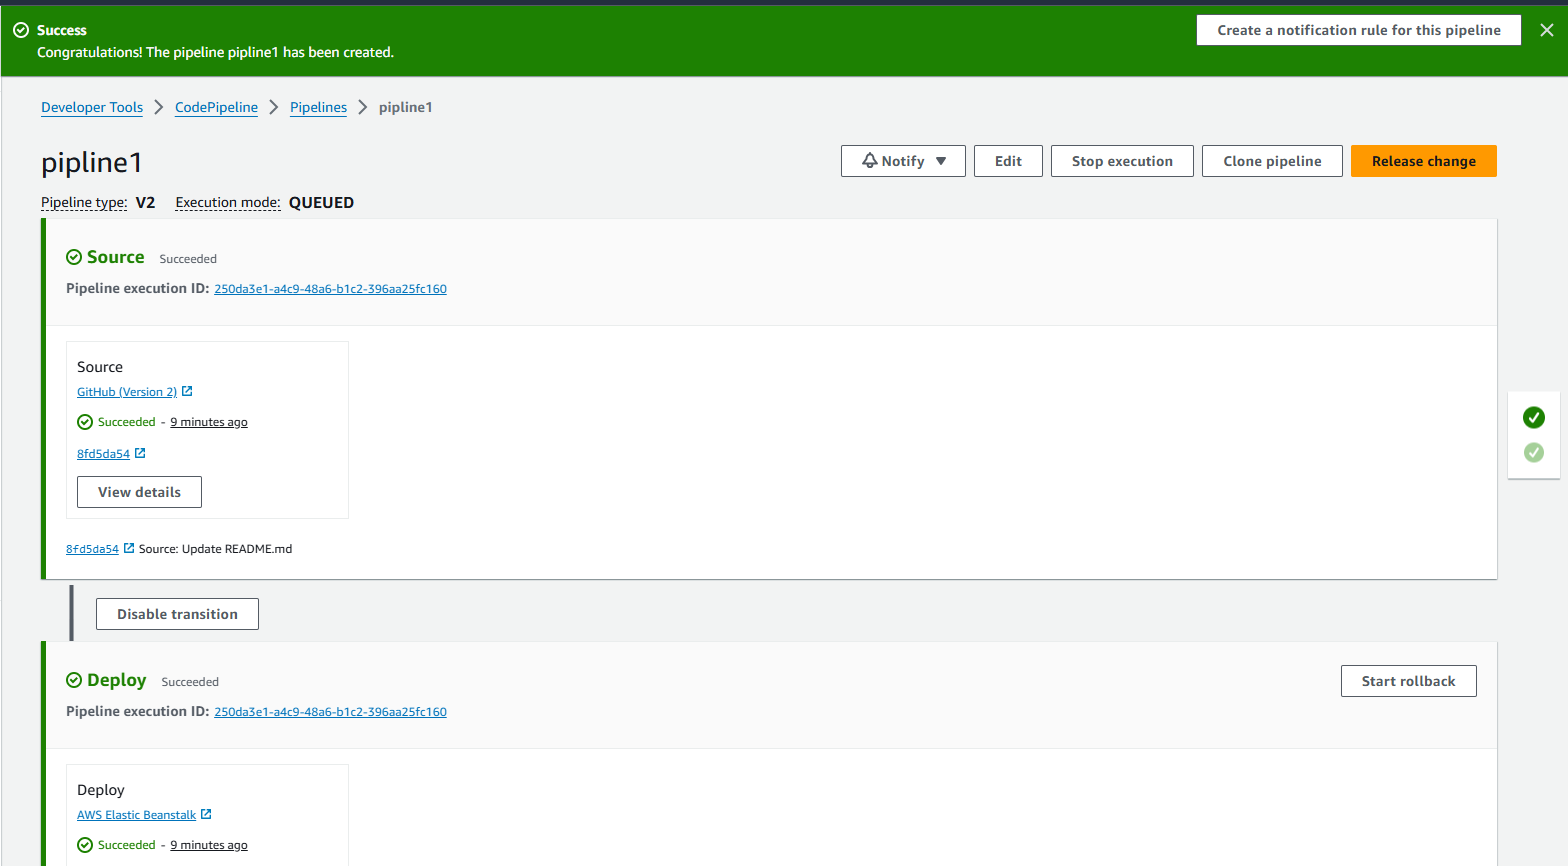 Success
Congratulations! The pipeline pipline1 has been created.
Create a notification rule for this pipeline
Developer Tools CodePipeline Pipelines pipline1
pipline1
Notify Edit Stop execution Clone pipeline Release change
Pipeline type: V2 Execution mode: QUEUED
Source Succeeded
Pipeline execution ID: 250da3e1-a4c9-48a6-b1c2-396aa25fc160
Source
GitHub (Version 2)
Succeeded - 9 minutes ago
8fd5da54
View details
8fd5da54 Source: Update README.md
Disable transition
Deploy Succeeded
Start rollback
Pipeline execution ID: 250da3e1-a4c9-48a6-b1c2-396aa25fc160
Deploy
AWS Elastic Beanstalk
Succeeded - 9 minutes ago